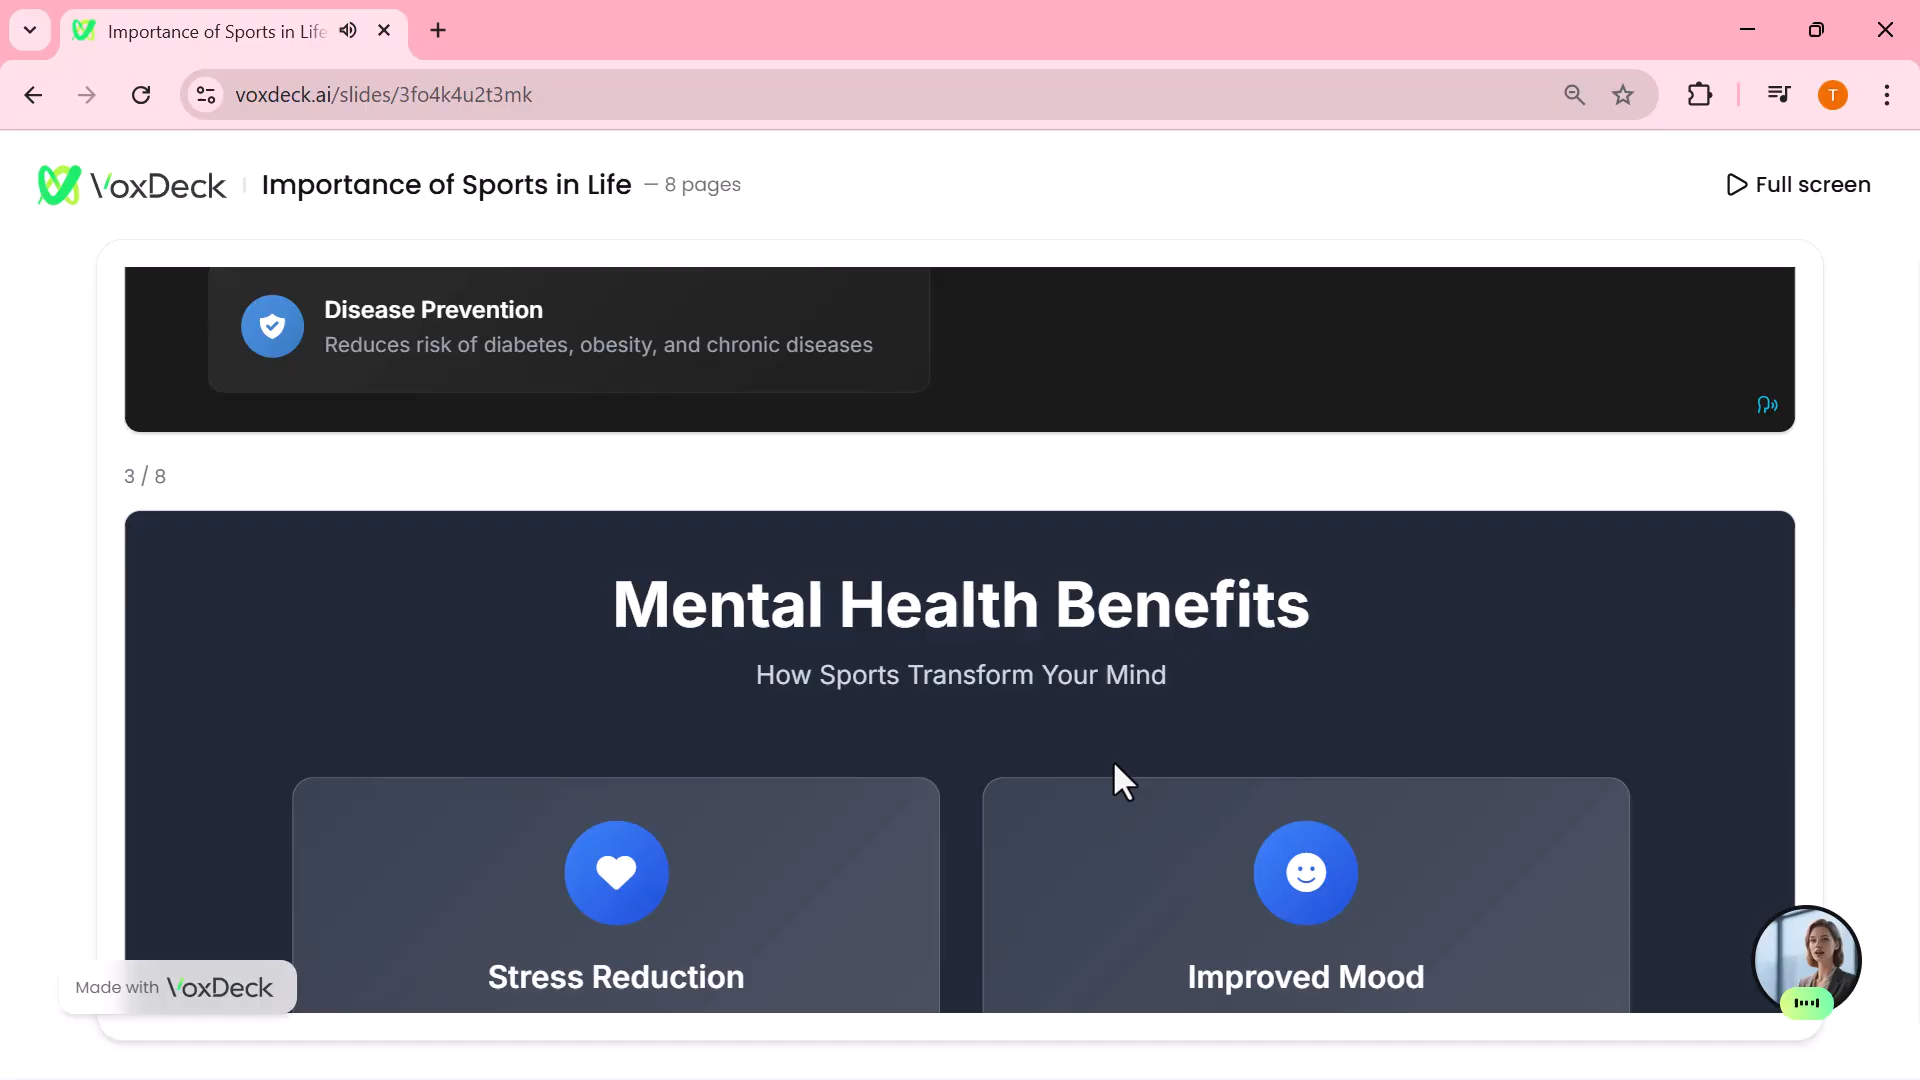 Importance of Sports in Life
voxdeck.ai/slides/3fo4k4u2t3mk
T
VoxDeck
Importance of Sports in Life — 8 pages
Full screen
Disease Prevention
Reduces risk of diabetes, obesity, and chronic diseases
3 / 8
Mental Health Benefits
How Sports Transform Your Mind
Stress Reduction
Improved Mood
Made with VoxDeck